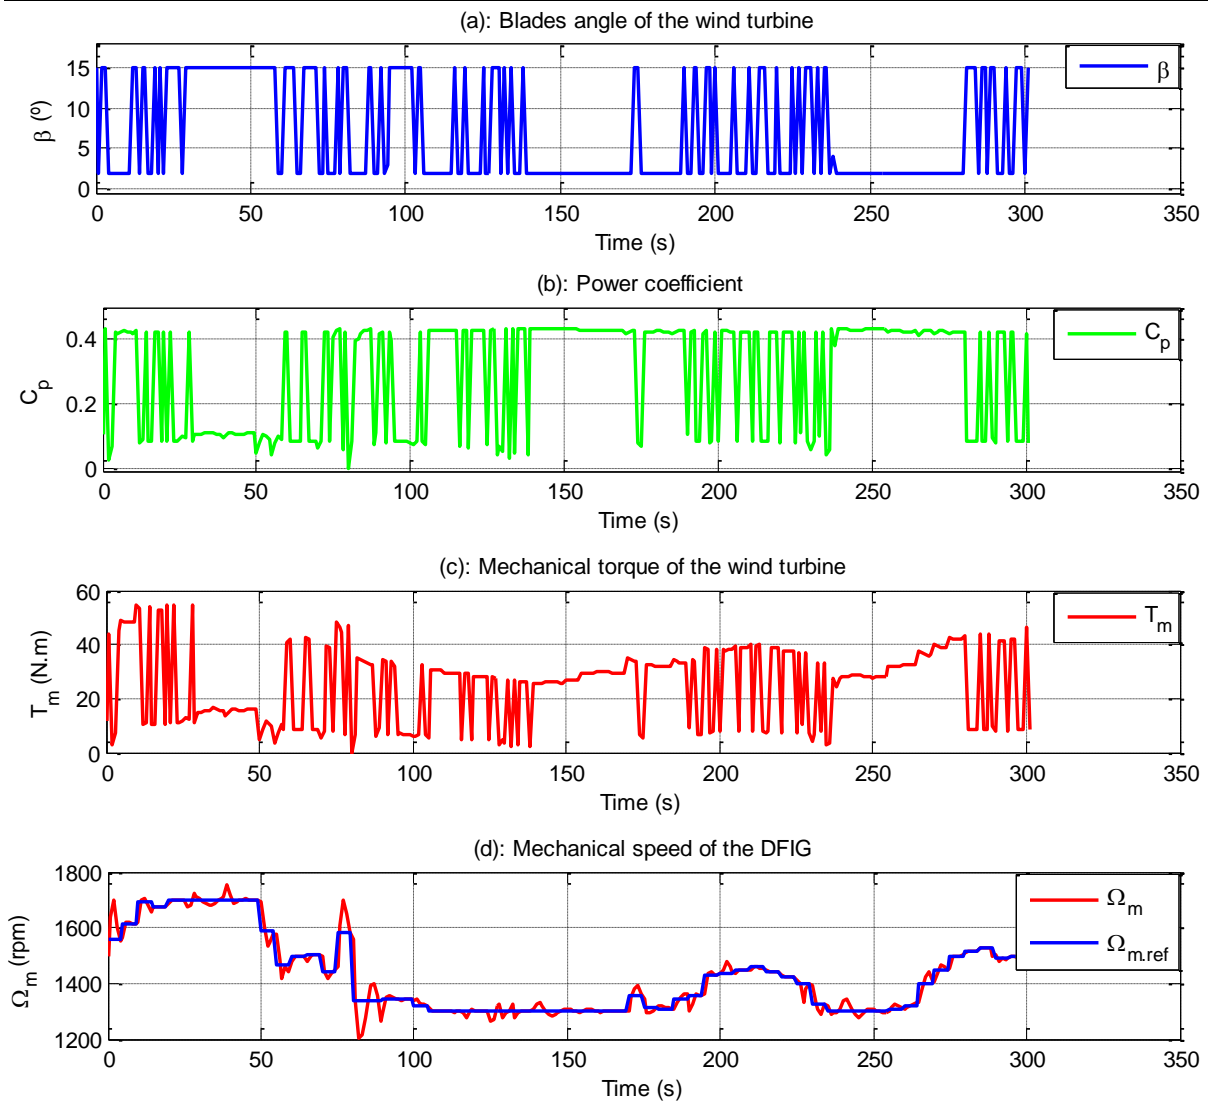 (a): Blades angle of the wind turbine
15
10
5
0
β (º)
β
0 50 100 150 200 250 300 350
Time (s)
(b): Power coefficient
0.4
0.2
0
C_p
C_p
0 50 100 150 200 250 300 350
Time (s)
(c): Mechanical torque of the wind turbine
60
40
20
0
T_m (N.m)
T_m
0 50 100 150 200 250 300 350
Time (s)
(d): Mechanical speed of the DFIG
1800
1600
1400
1200
Ω_m (rpm)
Ω_m
Ω_m.ref
0 50 100 150 200 250 300 350
Time (s)